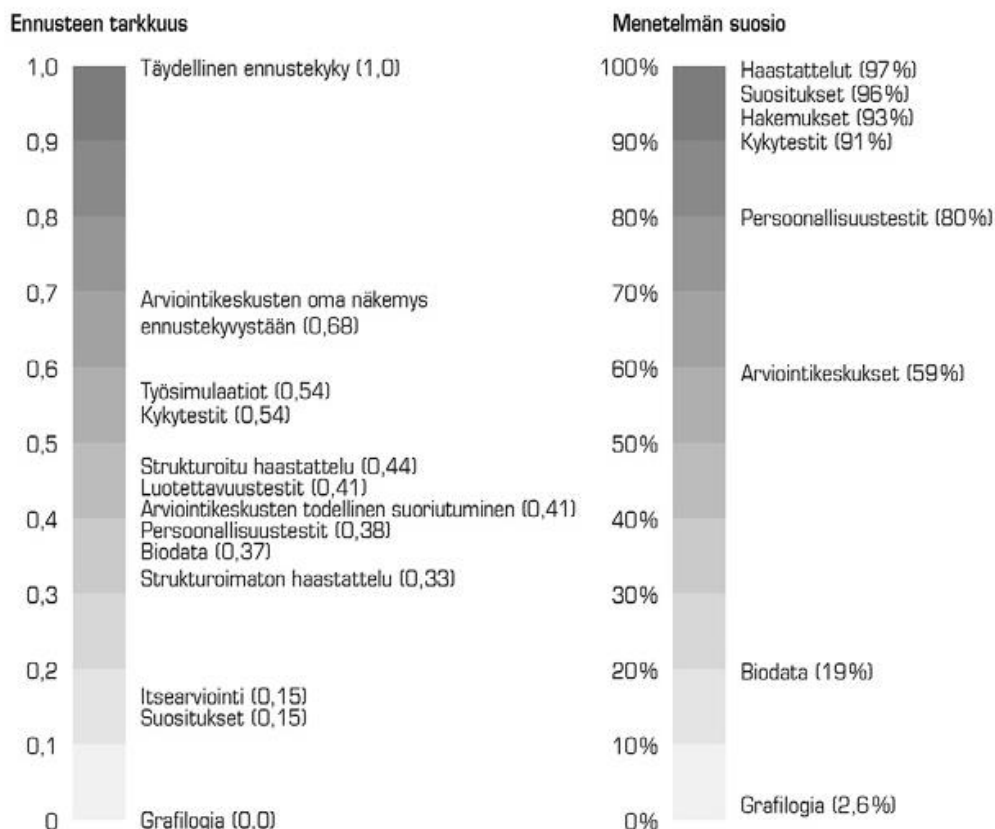 Ennusteen tarkkuus
1,0
0,9
0,8
0,7
0,6
0,5
0,4
0,3
0,2
0,1
0
Täydellinen ennustekyky (1,0)
Arviointikeskusten oma näkemys
ennustekyvystään (0,68)
Työsimulaatiot (0,54)
Kykytestit (0,54)
Strukturoitu haastattelu (0,44)
Luotettavuustestit (0,41)
Arviointikeskusten todellinen suoriutuminen (0,41)
Persoonallisuustestit (0,38)
Biodata (0,37)
Strukturoimaton haastattelu (0,33)
Itsearviointi (0,15)
Suositukset (0,15)
Grafilogia (0,0)
Menetelmän suosio
100%
90%
80%
70%
60%
50%
40%
30%
20%
10%
0%
Haastattelut (97%)
Suositukset (96%)
Hakemukset (93%)
Kykytestit (91%)
Persoonallisuustestit (80%)
Arviointikeskukset (59%)
Biodata (19%)
Grafilogia (2,6%)